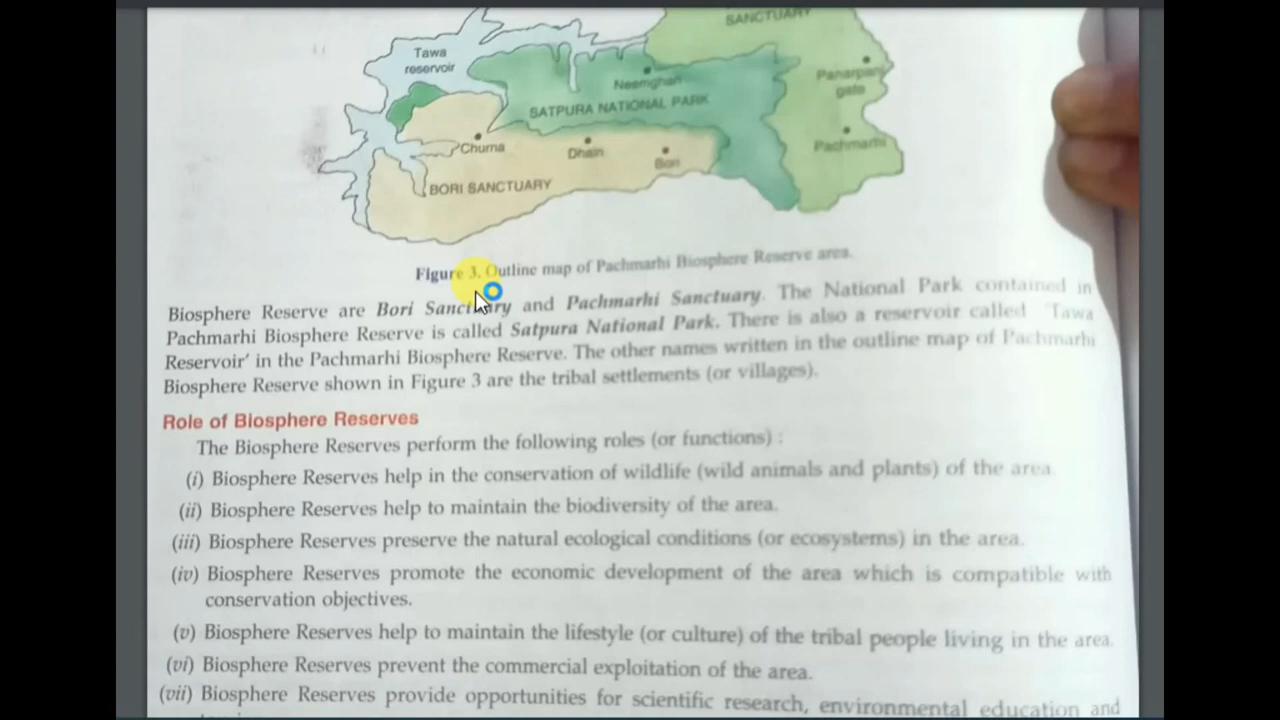 SANCTUARY
Tawa
reservoir
Neemghan
Panarpani
gate
SATPURA NATIONAL PARK
Churna
Dhain
Bori
Pachmarhi
BORI SANCTUARY
Figure 3. Outline map of Pachmarhi Biosphere Reserve area.
Biosphere Reserve are Bori Sanctuary and Pachmarhi Sanctuary. The National Park contained in
Pachmarhi Biosphere Reserve is called Satpura National Park. There is also a reservoir called 'Tawa
Reservoir' in the Pachmarhi Biosphere Reserve. The other names written in the outline map of Pachmarhi
Biosphere Reserve shown in Figure 3 are the tribal settlements (or villages).
Role of Biosphere Reserves
The Biosphere Reserves perform the following roles (or functions) :
(i) Biosphere Reserves help in the conservation of wildlife (wild animals and plants) of the area.
(ii) Biosphere Reserves help to maintain the biodiversity of the area.
(iii) Biosphere Reserves preserve the natural ecological conditions (or ecosystems) in the area.
(iv) Biosphere Reserves promote the economic development of the area which is compatible with
conservation objectives.
(v) Biosphere Reserves help to maintain the lifestyle (or culture) of the tribal people living in the area.
(vi) Biosphere Reserves prevent the commercial exploitation of the area.
(vii) Biosphere Reserves provide opportunities for scientific research, environmental education and